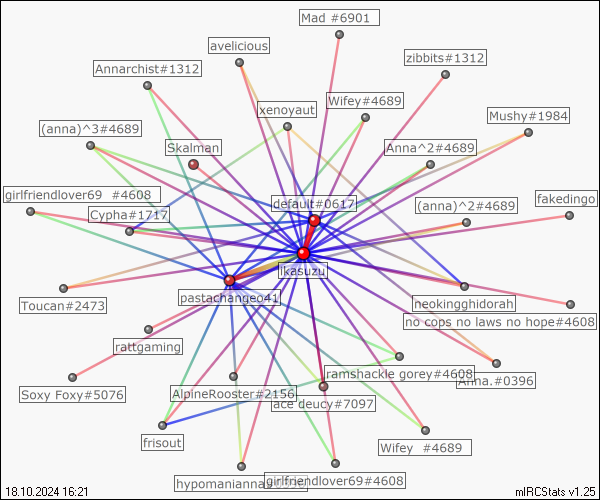 Mad #6901
avelicious
zibbits#1312
Annarchist#1312
Wifey#4689
xenoyaut
Mushy#1984
(anna)^3#4689
Skalman
Anna^2#4689
girlfriendlover69 #4608
default#0617
(anna)^2#4689
fakedingo
Cypha#1717
ikasuzu
pastachangeo41
Toucan#2473
neokingghidorah
no cops no laws no hope#4608
rattgaming
ramshackle gorey#4608
Anna.#0396
Soxy Foxy#5076
AlpineRooster#2156
ace deucy#7097
frisout
Wifey #4689
hypomanianna
girlfriendlover69#4608
18.10.2024 16:21
mIRCStats v1.25